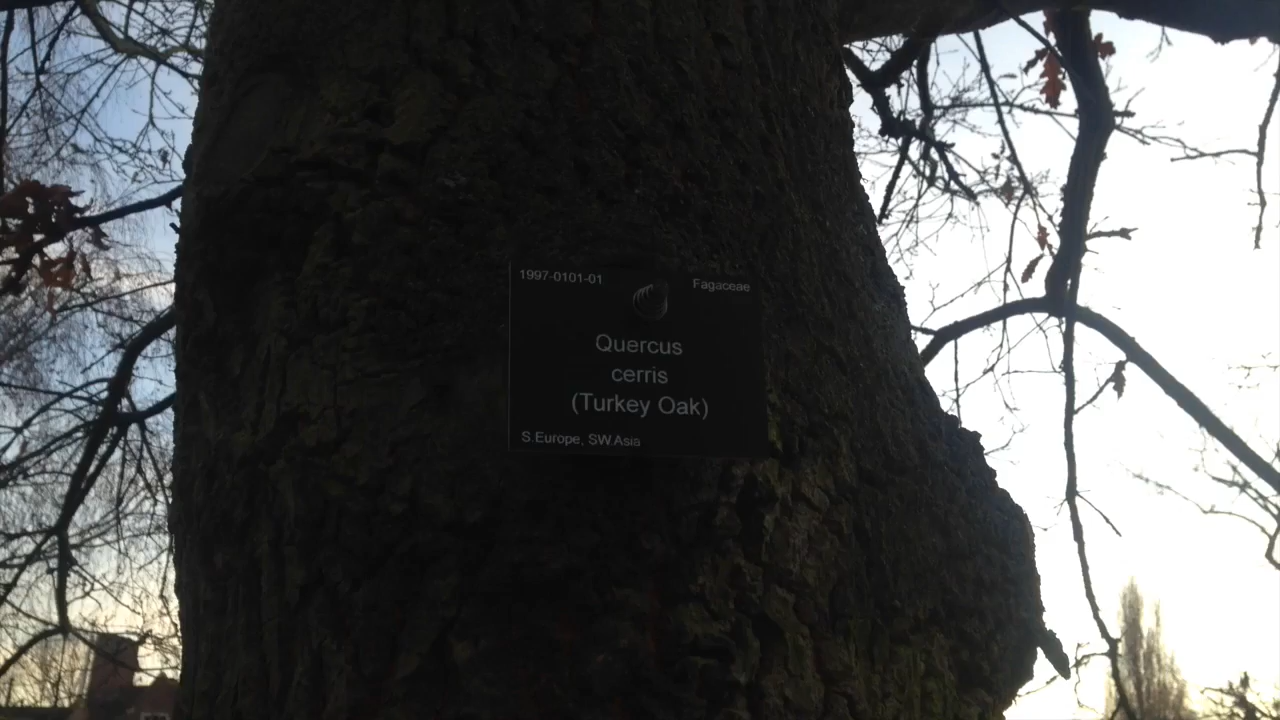 1997-0101-01
Fagaceae
Quercus
cerris
(Turkey Oak)
S.Europe, SW.Asia